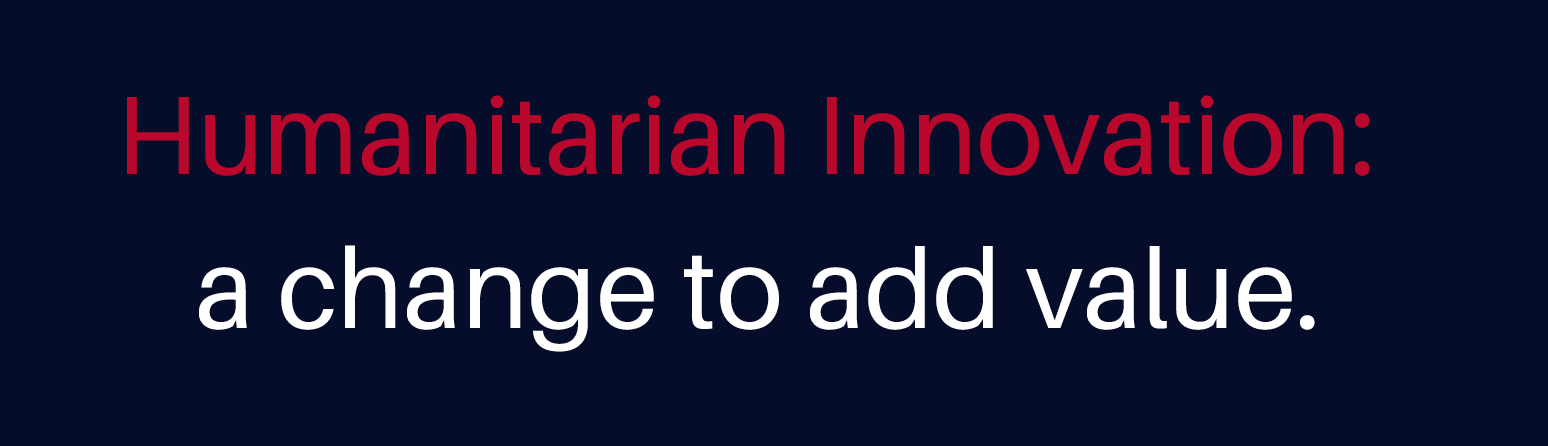 Humanitarian Innovation:
a change to add value.